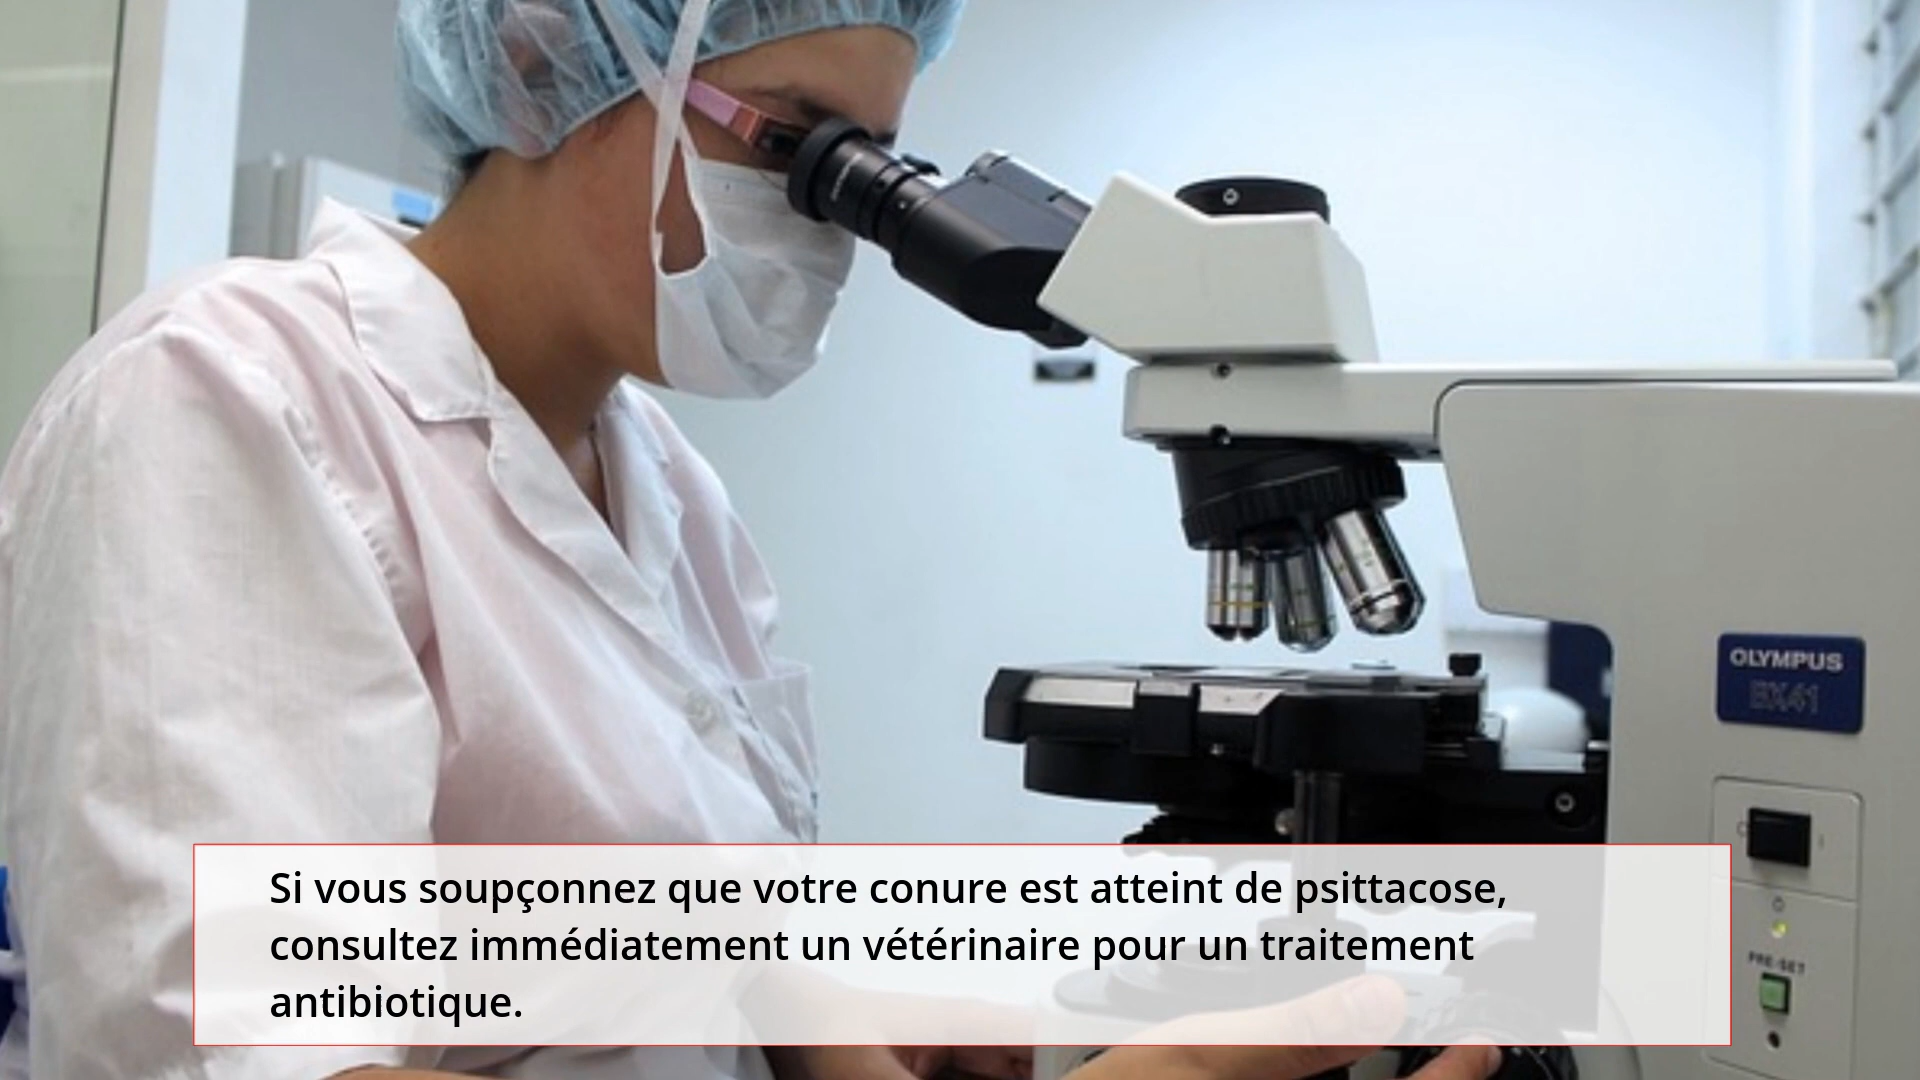 OLYMPUS
BX41
PRE-SET
Si vous soupçonnez que votre conure est atteint de psittacose,
consultez immédiatement un vétérinaire pour un traitement
antibiotique.